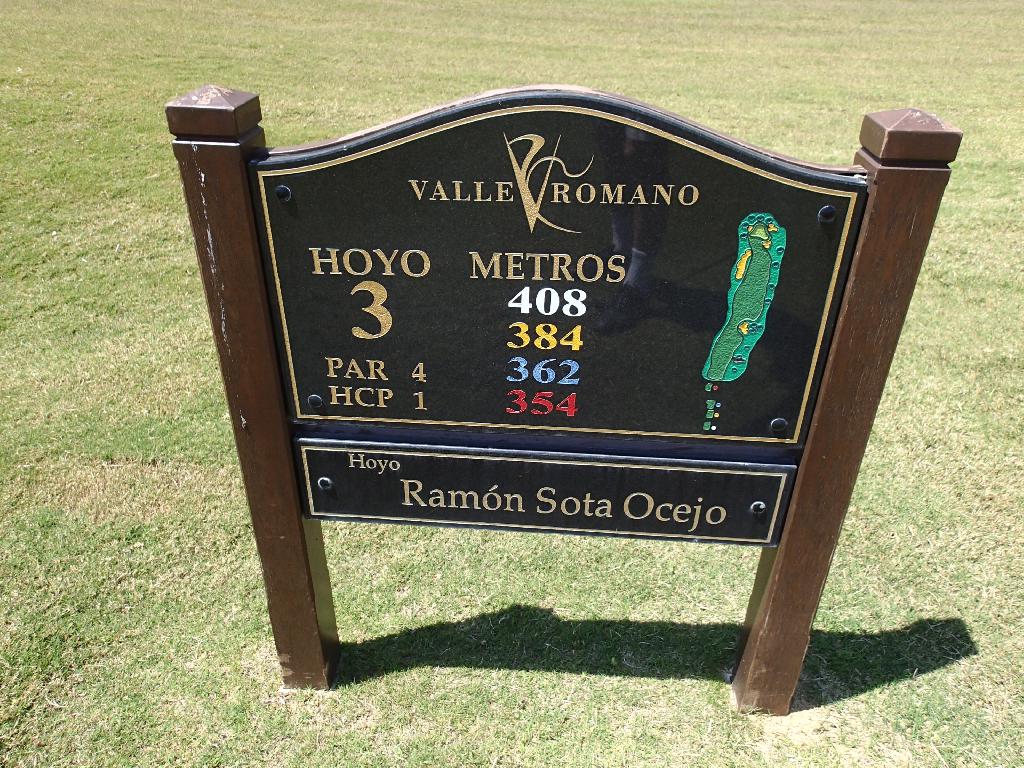 VALLE ROMANO
HOYO
3
PAR 4
HCP 1
METROS
408
384
362
354
Hoyo
Ramón Sota Ocejo